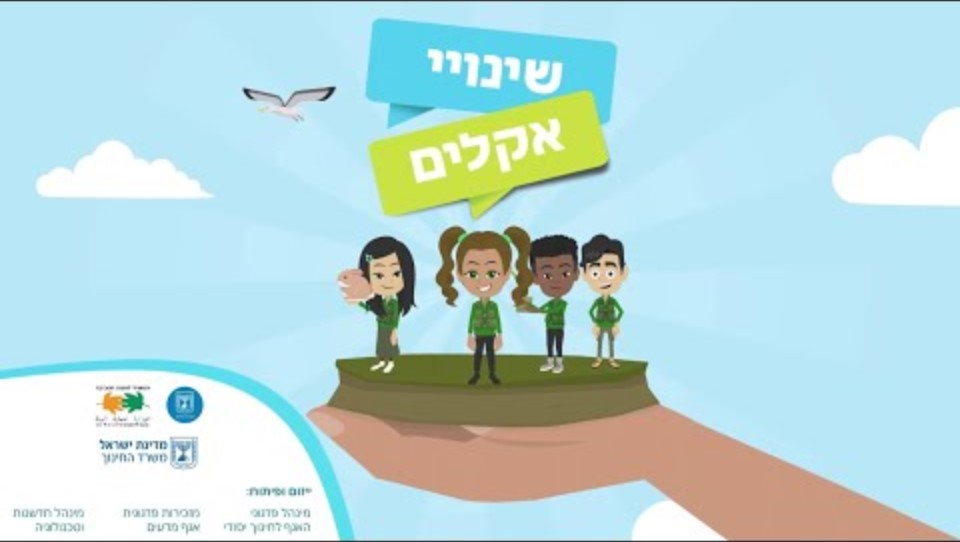 שינויי
אקלים
מדינת ישראל
משרד החינוך
ייזום ופיתוח:
מינהל פדגוגי
האגף לחינוך יסודי
מזכירות פדגוגית
אגף מדעים
מינהל חדשנות
וטכנולוגיה